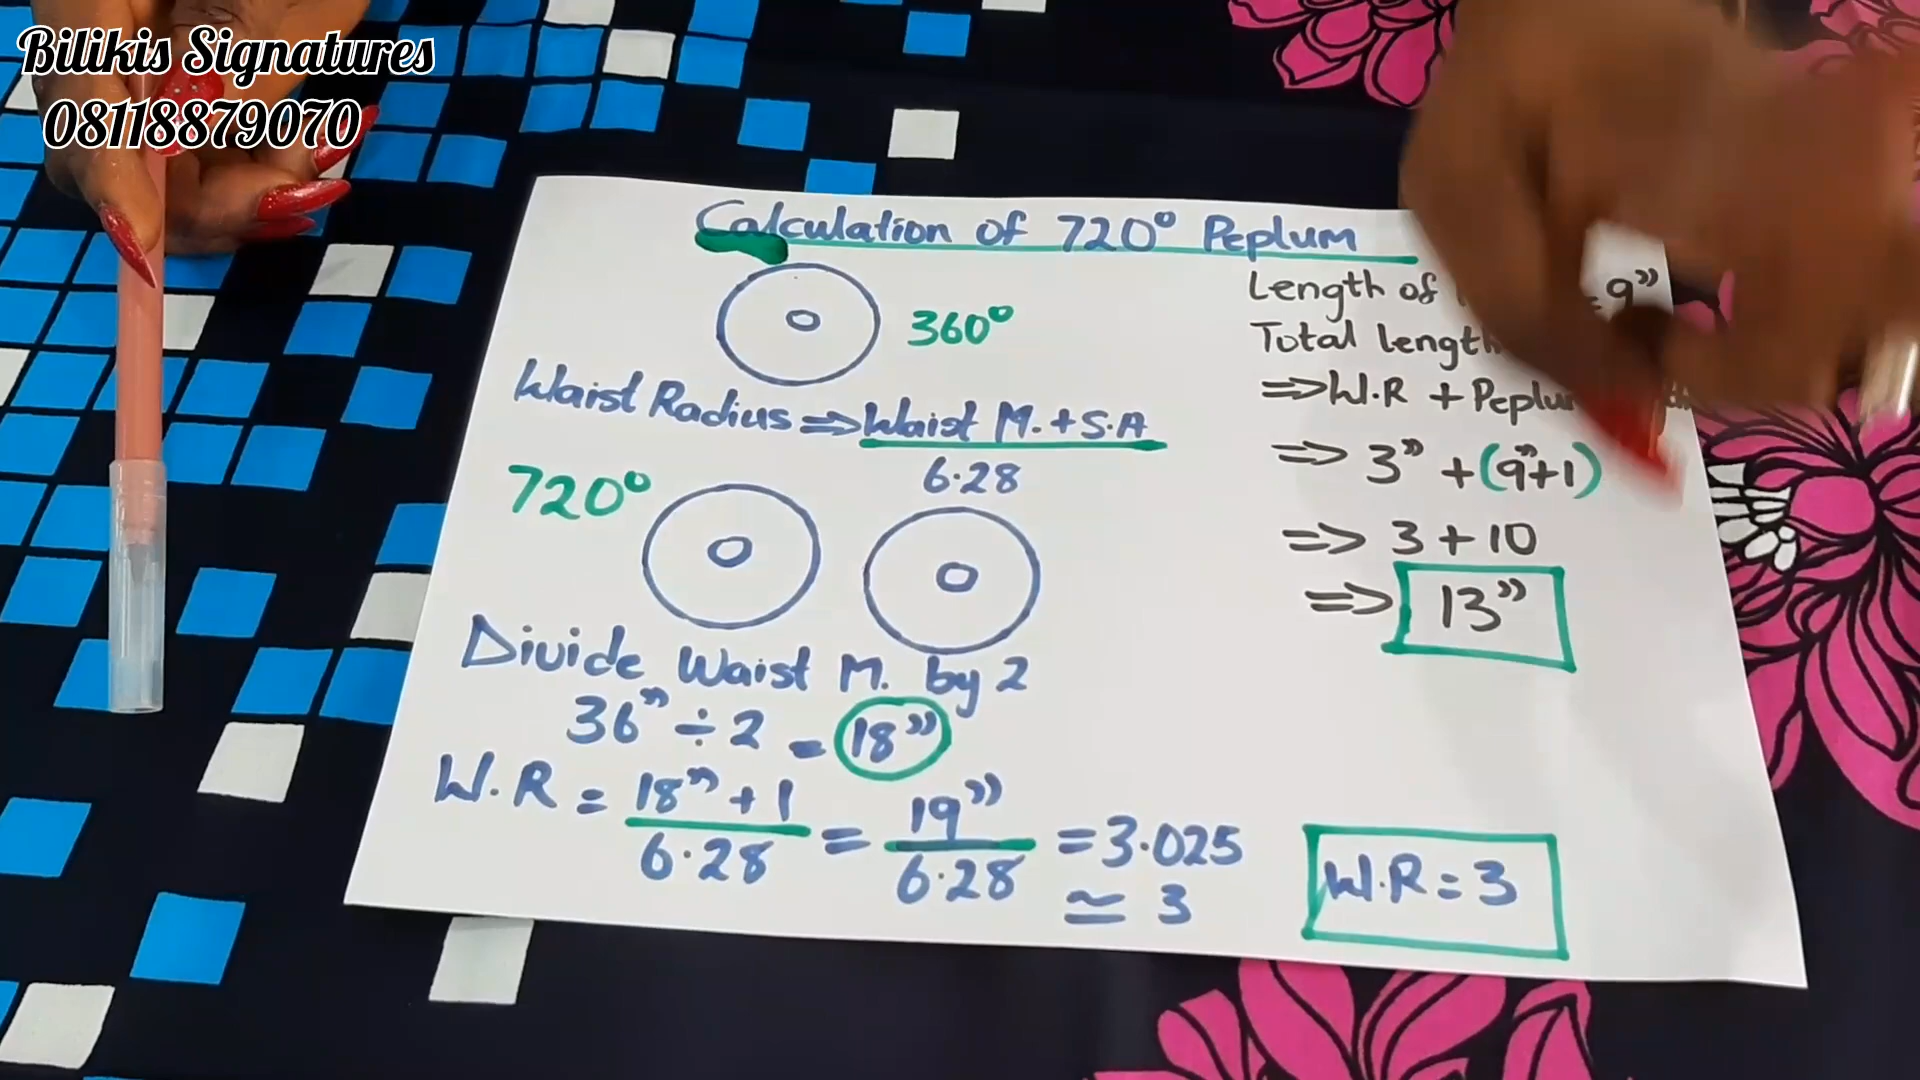 Bilikis Signatures
08118879070
Calculation of 720° Peplum
360°
Waist Radius ⇒ Waist M. + S.A
6.28
720°
Divide Waist M. by 2
36" ÷ 2 = 18"
W.R = 18" + 1 = 19" = 3.025
6.28 6.28 ≃ 3
Length of = 9"
Total length
⇒ W.R +
⇒ 3" + (9"+1)
⇒ 3 + 10
⇒ 13"
W.R = 3